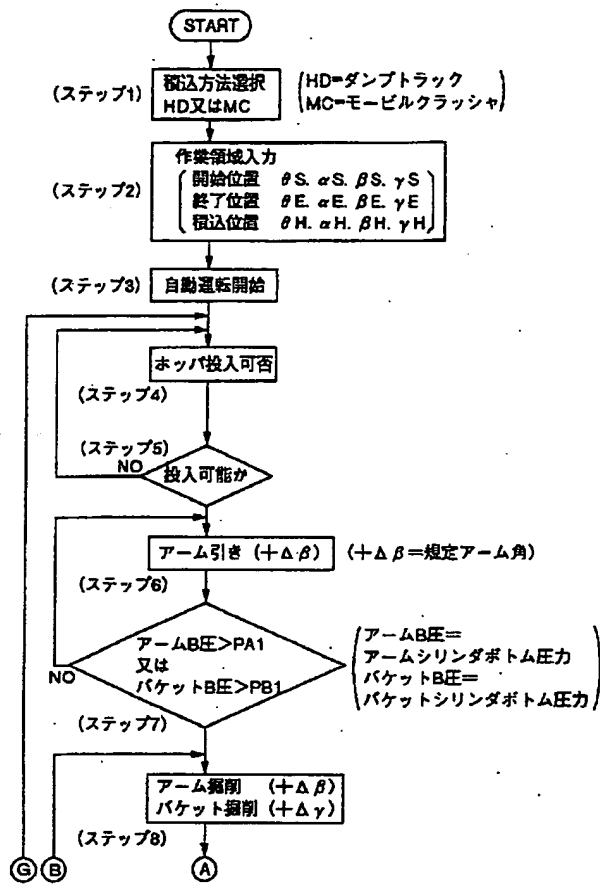 START
(ステップ1)
積込方法選択
HD又はMC
HD=ダンプトラック
MC=モービルクラッシャ
(ステップ2)
作業領域入力
開始位置 θS. αS. βS. γS
終了位置 θE. αE. βE. γE
積込位置 θH. αH. βH. γH
(ステップ3)
自動運転開始
ホッパ投入可否
(ステップ4)
(ステップ5)
NO
投入可能か
アーム引き (+Δβ) (+Δβ=規定アーム角)
(ステップ6)
アームB圧>PA1
又は
バケットB圧>PB1
NO
アームB圧=
アームシリンダボトム圧力
バケットB圧=
バケットシリンダボトム圧力
(ステップ7)
アーム掘削 (+Δβ)
バケット掘削 (+Δγ)
(ステップ8)
G B A